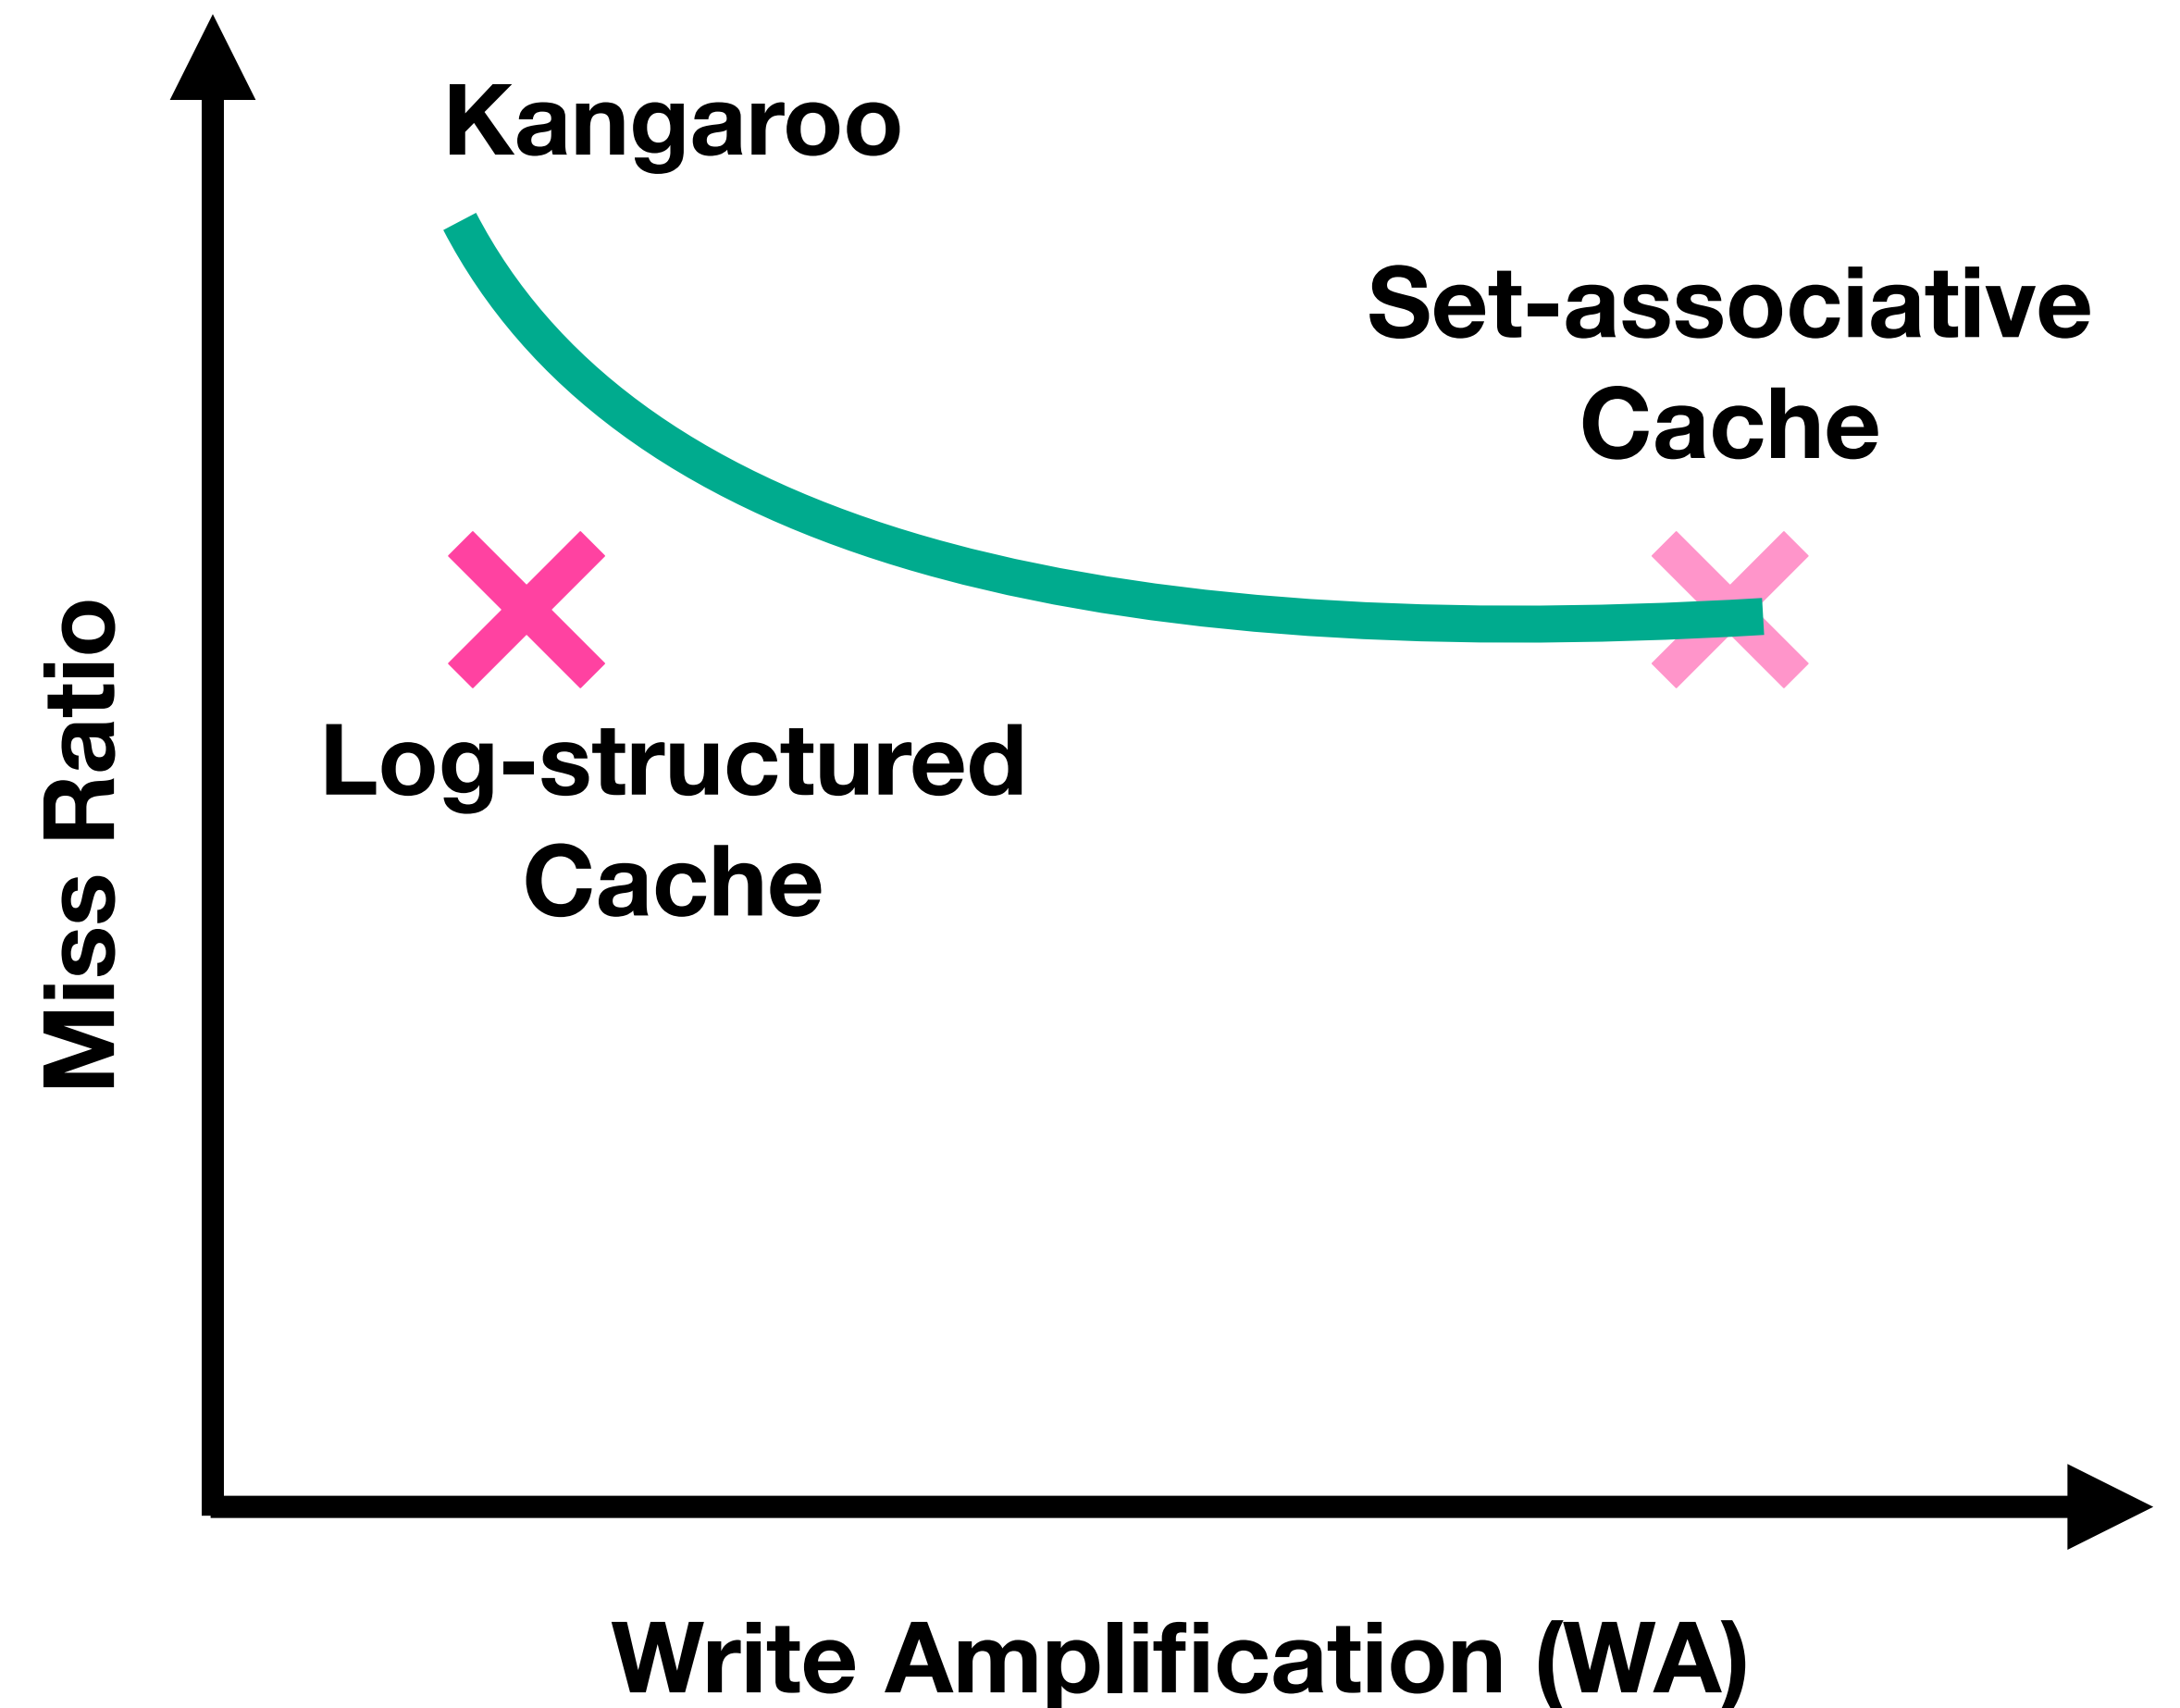 Kangaroo
Set-associative
Cache
Log-structured
Cache
Miss Ratio
Write Amplification (WA)